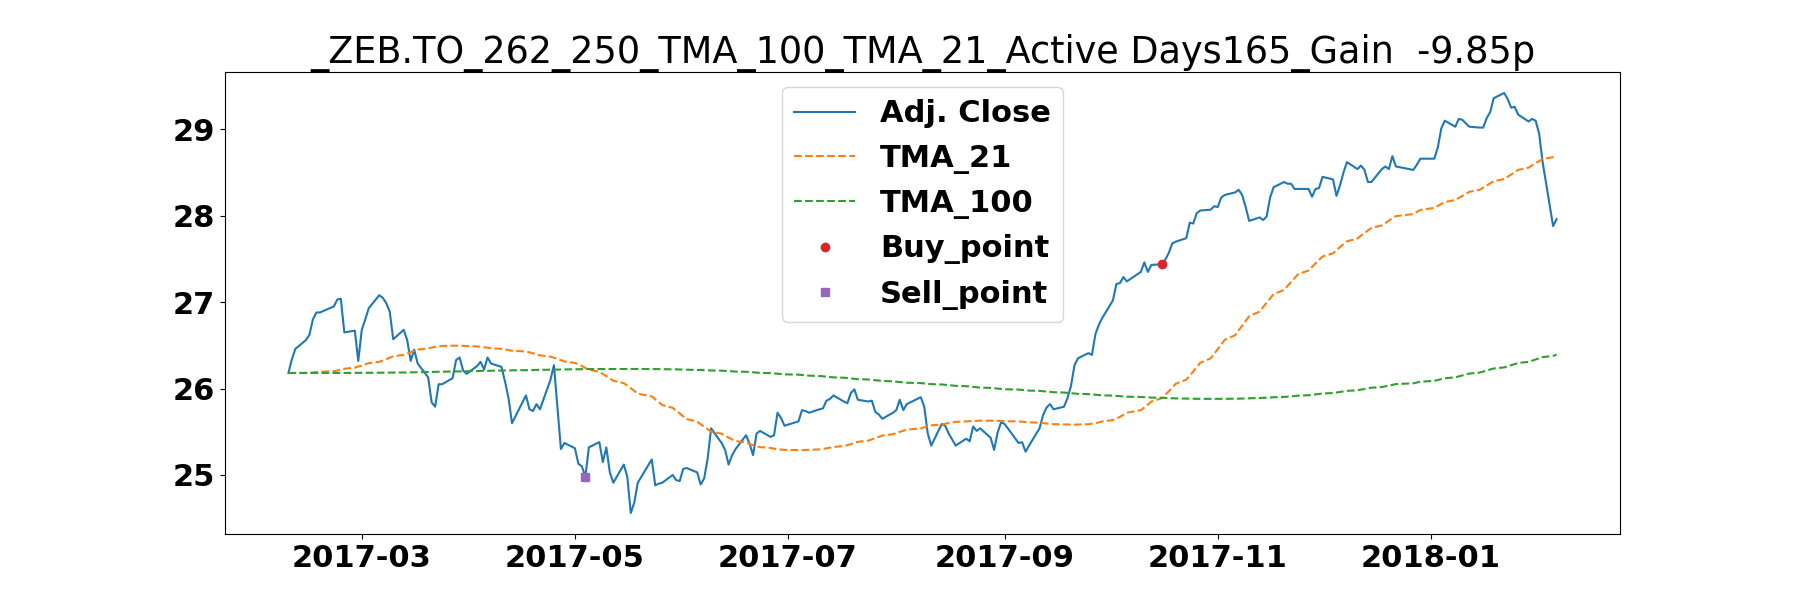 _ZEB.TO_262_250_TMA_100_TMA_21_Active Days165_Gain  -9.85p
Adj. Close
TMA_21
TMA_100
Buy_point
Sell_point
29
28
27
26
25
2017-03 2017-05 2017-07 2017-09 2017-11 2018-01